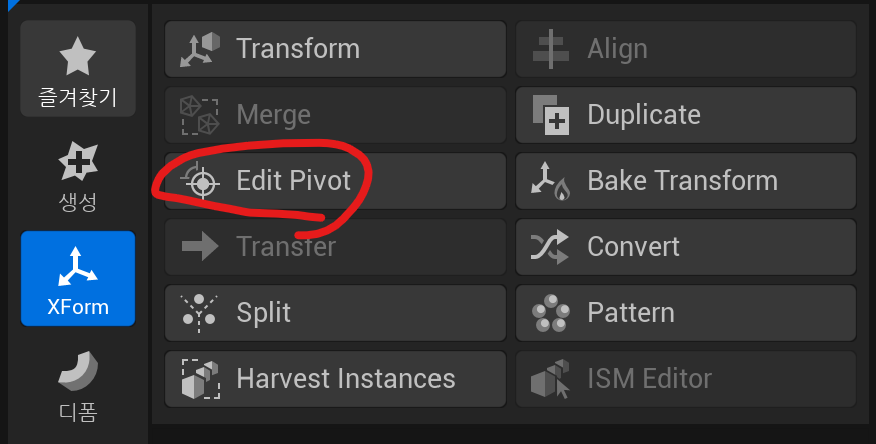 즐겨찾기
생성
XForm
디폼
Transform
Align
Merge
Duplicate
Edit Pivot
Bake Transform
Transfer
Convert
Split
Pattern
Harvest Instances
ISM Editor